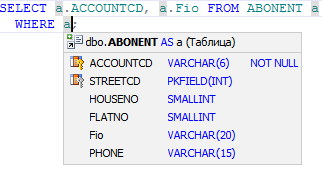 SELECT a.ACCOUNTCD, a.Fio FROM ABONENT a
WHERE a;
dbo.ABONENT AS a (Таблица)
ACCOUNTCD VARCHAR(6) NOT NULL
STREETCD PKFIELD(INT)
HOUSENO SMALLINT
FLATNO SMALLINT
Fio VARCHAR(20)
PHONE VARCHAR(15)